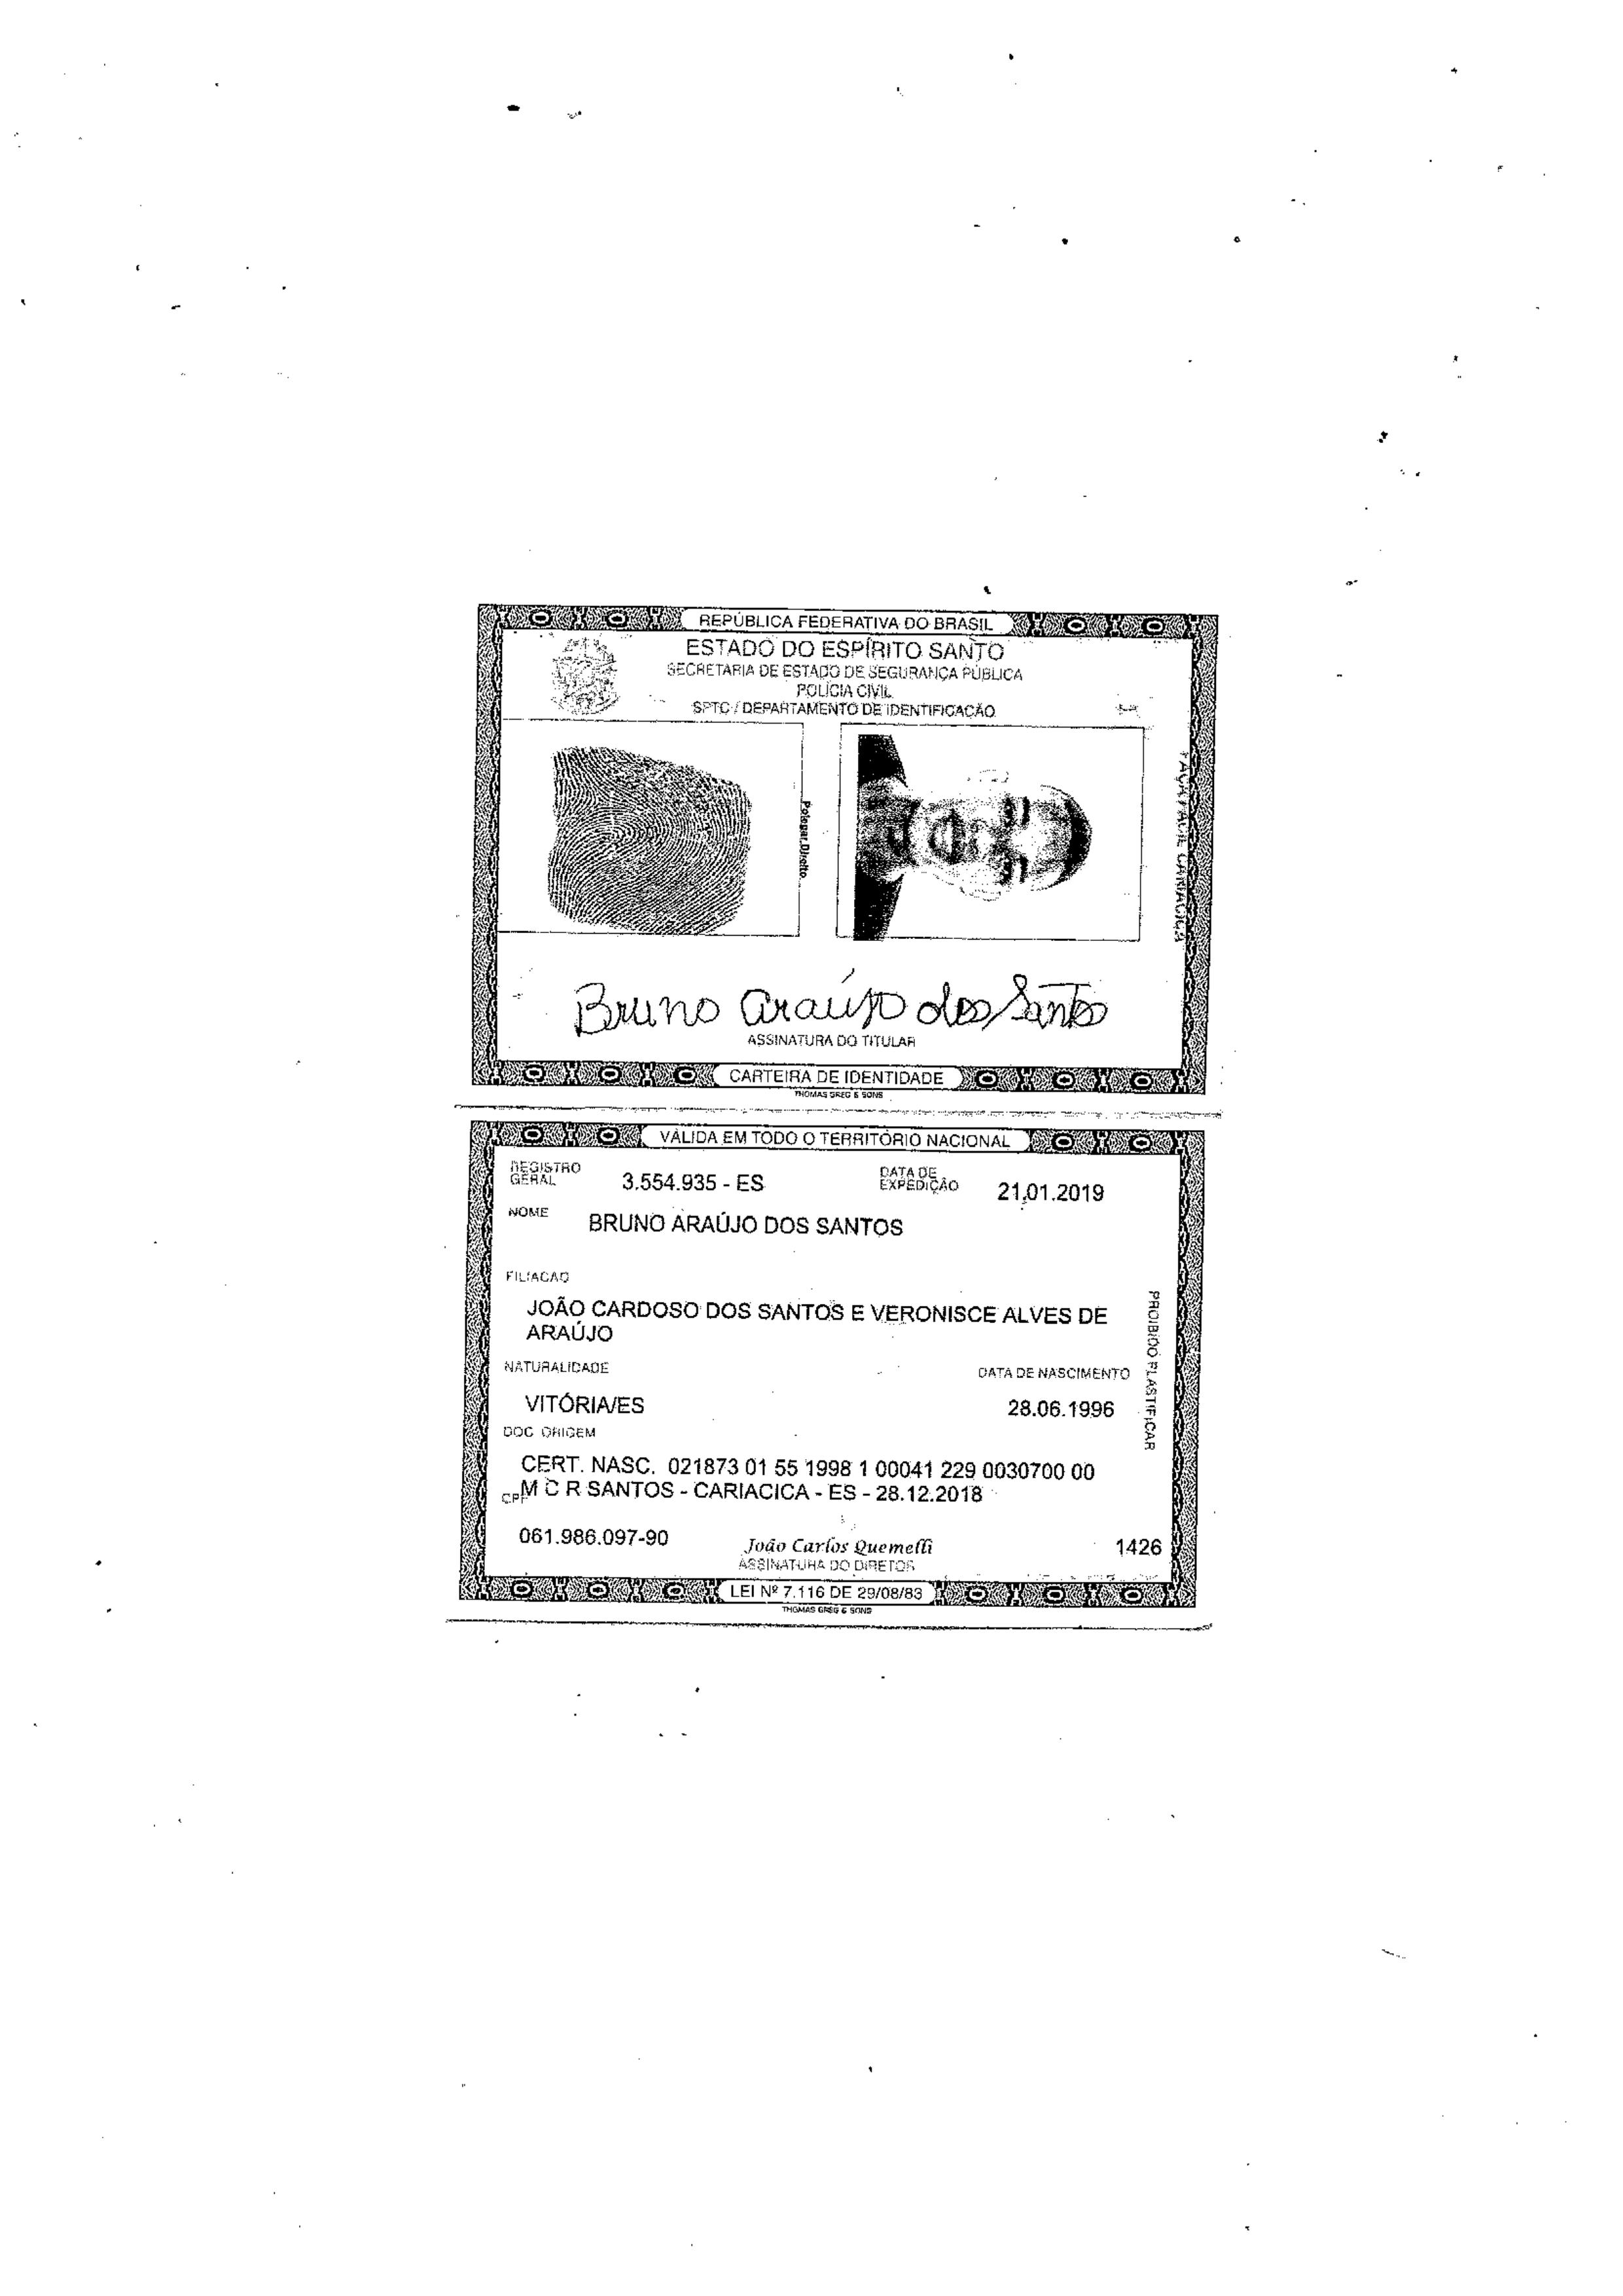 REPÚBLICA FEDERATIVA DO BRASIL
ESTADO DO ESPÍRITO SANTO
SECRETARIA DE ESTADO DE SEGURANÇA PÚBLICA
POLÍCIA CIVIL
SPTC / DEPARTAMENTO DE IDENTIFICAÇÃO
Polegar Direito
Bruno Araújo dos Santos
ASSINATURA DO TITULAR
CARTEIRA DE IDENTIDADE
THOMAS GREG & SONS
VÁLIDA EM TODO O TERRITÓRIO NACIONAL
REGISTRO GERAL 3.554.935 - ES DATA DE EXPEDIÇÃO 21.01.2019
NOME BRUNO ARAÚJO DOS SANTOS
FILIAÇÃO
JOÃO CARDOSO DOS SANTOS E VERONISCE ALVES DE
ARAÚJO
NATURALIDADE DATA DE NASCIMENTO
VITÓRIA/ES 28.06.1996
DOC ORIGEM
CERT. NASC. 021873 01 55 1998 1 00041 229 0030700 00
M C R SANTOS - CARIACICA - ES - 28.12.2018
CPF
061.986.097-90 João Carlos Quemelli 1426
ASSINATURA DO DIRETOR
PROIBIDO PLASTIFICAR
LEI Nº 7.116 DE 29/08/83
THOMAS GREG & SONS